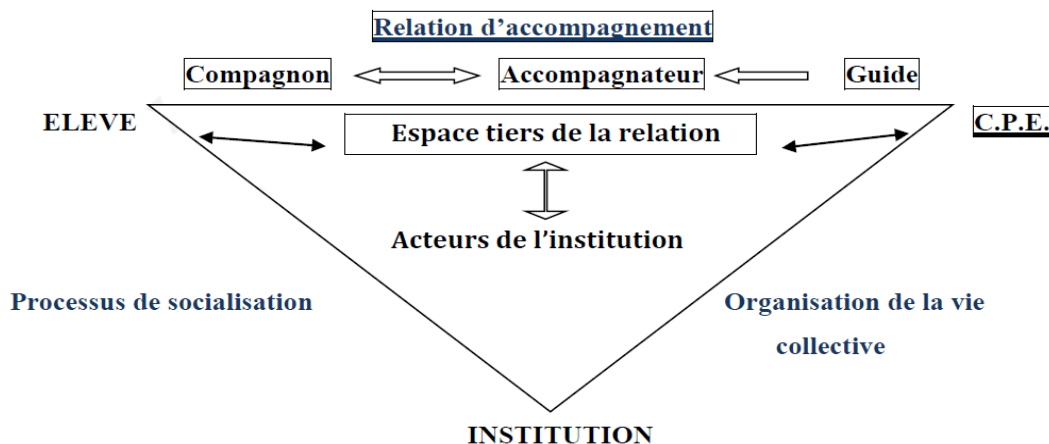 Relation d'accompagnement
Compagnon Accompagnateur Guide
ELEVE Espace tiers de la relation C.P.E.
Acteurs de l'institution
Processus de socialisation Organisation de la vie
collective
INSTITUTION